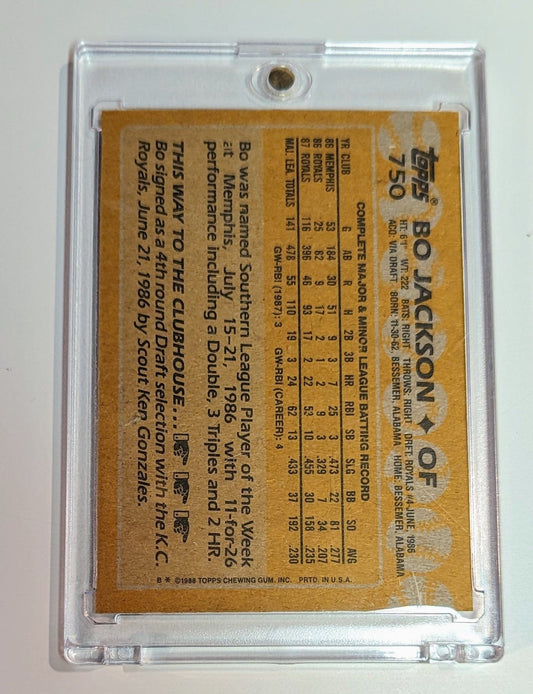 topps®
750
BO JACKSON ✦ OF
HT: 6'1" WT: 222 BATS: RIGHT THROWS: RIGHT DRFT: ROYALS #4-JUNE, 1986
ACQ: VIA DRAFT BORN: 11-30-62, BESSEMER, ALABAMA HOME: BESSEMER, ALABAMA
COMPLETE MAJOR & MINOR LEAGUE BATTING RECORD
YR CLUB G AB R H 2B 3B HR RBI SB SLG BB SO AVG
86 MEMPHIS 53 184 30 51 9 3 7 25 3 .473 22 81 .277
86 ROYALS 25 82 9 17 2 1 2 9 3 .329 7 34 .207
87 ROYALS 116 396 46 93 17 2 22 53 10 .455 30 158 .235
MAJ. LEA. TOTALS 141 478 55 110 19 3 24 62 13 .433 37 192 .230
GW-RBI (1987): 3 GW-RBI (CAREER): 4
Bo was named Southern League Player of the Week
at Memphis, July 15-21, 1986 with 11-for-26
performance including a Double, 3 Triples and 2 HR.
THIS WAY TO THE CLUBHOUSE...
Bo signed as a 4th round Draft selection with the K.C.
Royals, June 21, 1986 by Scout Ken Gonzales.
B * ©1988 TOPPS CHEWING GUM, INC. PRTD. IN U.S.A.